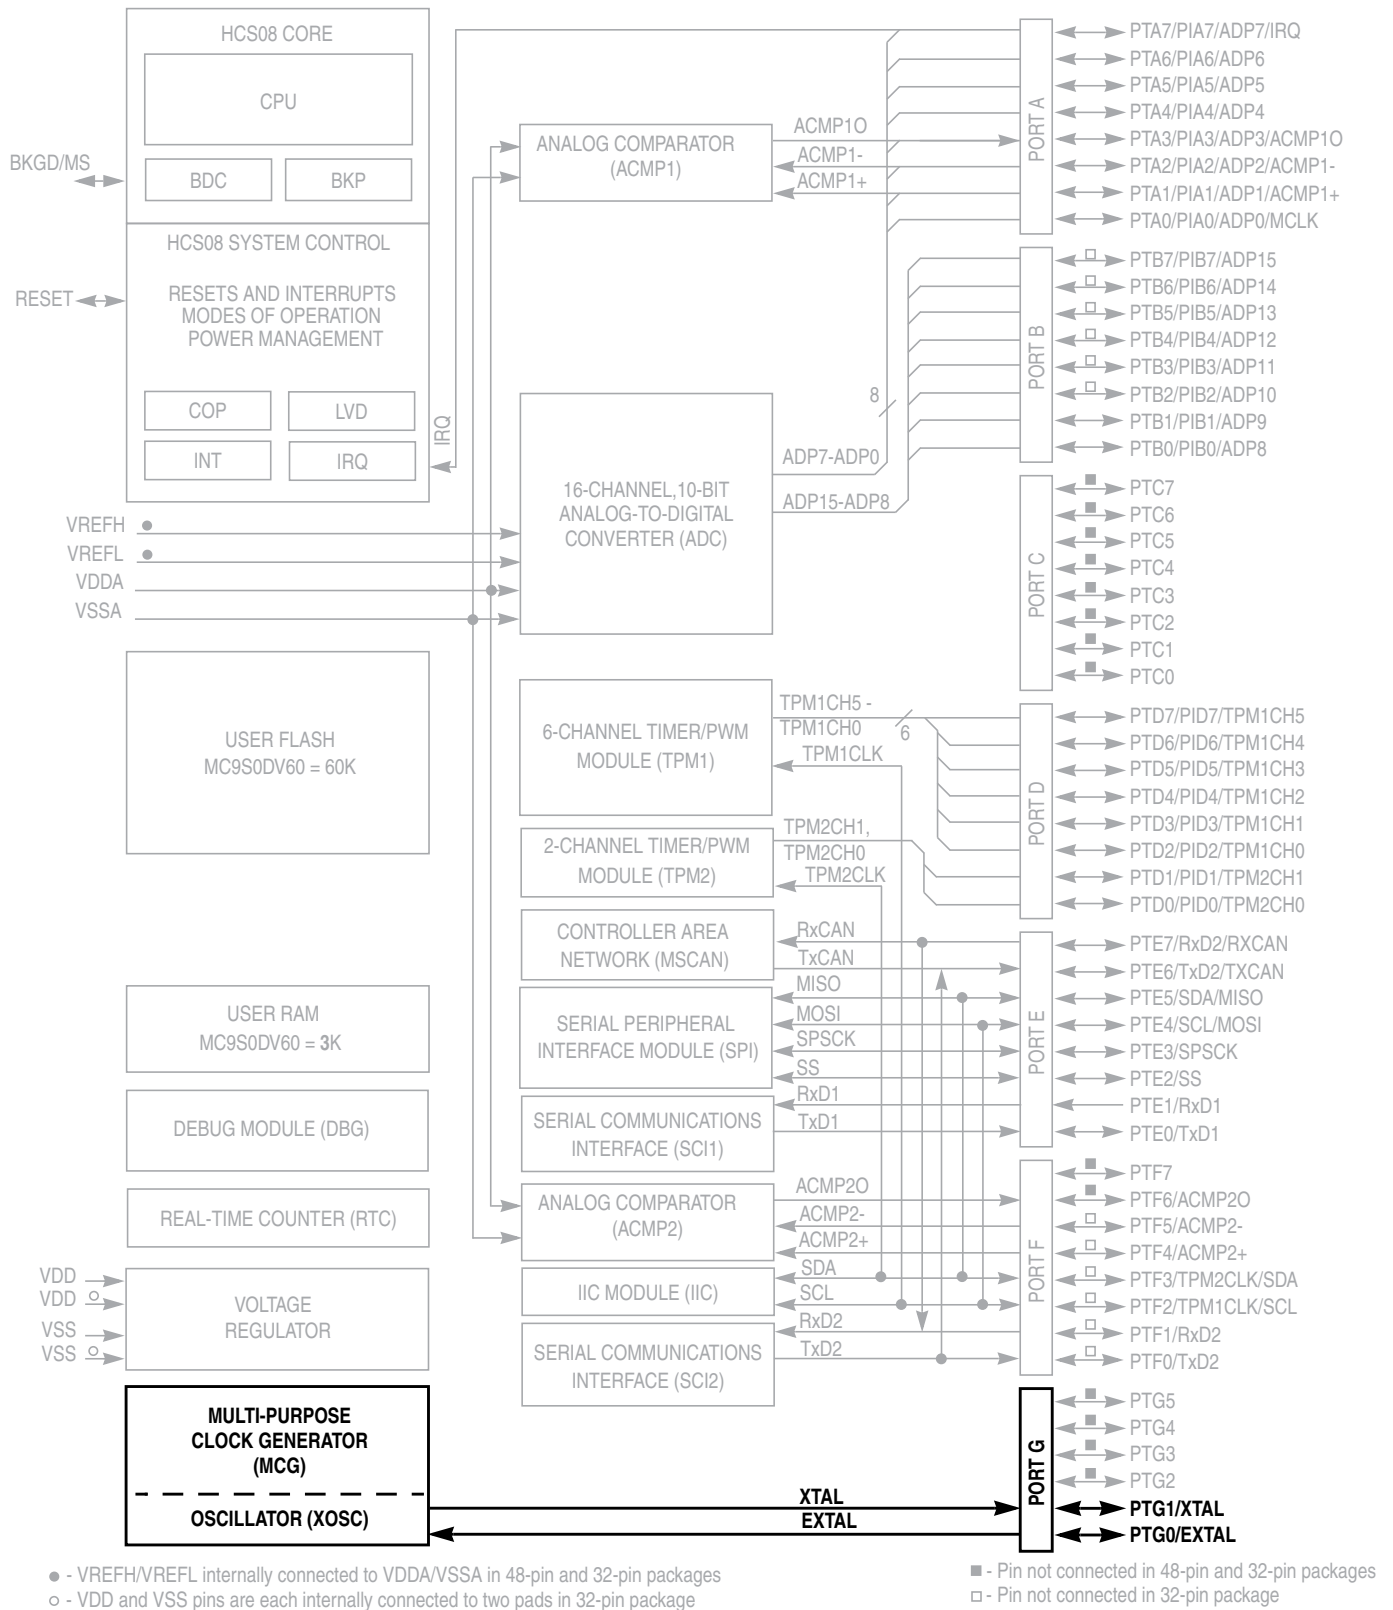 HCS08 CORE
CPU
BDC
BKP
BKGD/MS
HCS08 SYSTEM CONTROL
RESETS AND INTERRUPTS
MODES OF OPERATION
POWER MANAGEMENT
RESET
COP
LVD
INT
IRQ
IRQ
VREFH
VREFL
VDDA
VSSA
USER FLASH
MC9S0DV60 = 60K
USER RAM
MC9S0DV60 = 3K
DEBUG MODULE (DBG)
REAL-TIME COUNTER (RTC)
VDD
VDD
VSS
VSS
VOLTAGE
REGULATOR
MULTI-PURPOSE
CLOCK GENERATOR
(MCG)
OSCILLATOR (XOSC)
ANALOG COMPARATOR
(ACMP1)
ACMP1O
ACMP1-
ACMP1+
16-CHANNEL,10-BIT
ANALOG-TO-DIGITAL
CONVERTER (ADC)
8
ADP7-ADP0
ADP15-ADP8
6-CHANNEL TIMER/PWM
MODULE (TPM1)
TPM1CH5 -
TPM1CH0
6
TPM1CLK
2-CHANNEL TIMER/PWM
MODULE (TPM2)
TPM2CH1,
TPM2CH0
TPM2CLK
CONTROLLER AREA
NETWORK (MSCAN)
RxCAN
TxCAN
SERIAL PERIPHERAL
INTERFACE MODULE (SPI)
MISO
MOSI
SPSCK
SS
SERIAL COMMUNICATIONS
INTERFACE (SCI1)
RxD1
TxD1
ANALOG COMPARATOR
(ACMP2)
ACMP2O
ACMP2-
ACMP2+
IIC MODULE (IIC)
SDA
SCL
SERIAL COMMUNICATIONS
INTERFACE (SCI2)
RxD2
TxD2
XTAL
EXTAL
PORT A
PTA7/PIA7/ADP7/IRQ
PTA6/PIA6/ADP6
PTA5/PIA5/ADP5
PTA4/PIA4/ADP4
PTA3/PIA3/ADP3/ACMP1O
PTA2/PIA2/ADP2/ACMP1-
PTA1/PIA1/ADP1/ACMP1+
PTA0/PIA0/ADP0/MCLK
PORT B
PTB7/PIB7/ADP15
PTB6/PIB6/ADP14
PTB5/PIB5/ADP13
PTB4/PIB4/ADP12
PTB3/PIB3/ADP11
PTB2/PIB2/ADP10
PTB1/PIB1/ADP9
PTB0/PIB0/ADP8
PORT C
PTC7
PTC6
PTC5
PTC4
PTC3
PTC2
PTC1
PTC0
PORT D
PTD7/PID7/TPM1CH5
PTD6/PID6/TPM1CH4
PTD5/PID5/TPM1CH3
PTD4/PID4/TPM1CH2
PTD3/PID3/TPM1CH1
PTD2/PID2/TPM1CH0
PTD1/PID1/TPM2CH1
PTD0/PID0/TPM2CH0
PORT E
PTE7/RxD2/RXCAN
PTE6/TxD2/TXCAN
PTE5/SDA/MISO
PTE4/SCL/MOSI
PTE3/SPSCK
PTE2/SS
PTE1/RxD1
PTE0/TxD1
PORT F
PTF7
PTF6/ACMP2O
PTF5/ACMP2-
PTF4/ACMP2+
PTF3/TPM2CLK/SDA
PTF2/TPM1CLK/SCL
PTF1/RxD2
PTF0/TxD2
PORT G
PTG5
PTG4
PTG3
PTG2
PTG1/XTAL
PTG0/EXTAL
● - VREFH/VREFL internally connected to VDDA/VSSA in 48-pin and 32-pin packages
○ - VDD and VSS pins are each internally connected to two pads in 32-pin package
■ - Pin not connected in 48-pin and 32-pin packages
□ - Pin not connected in 32-pin package